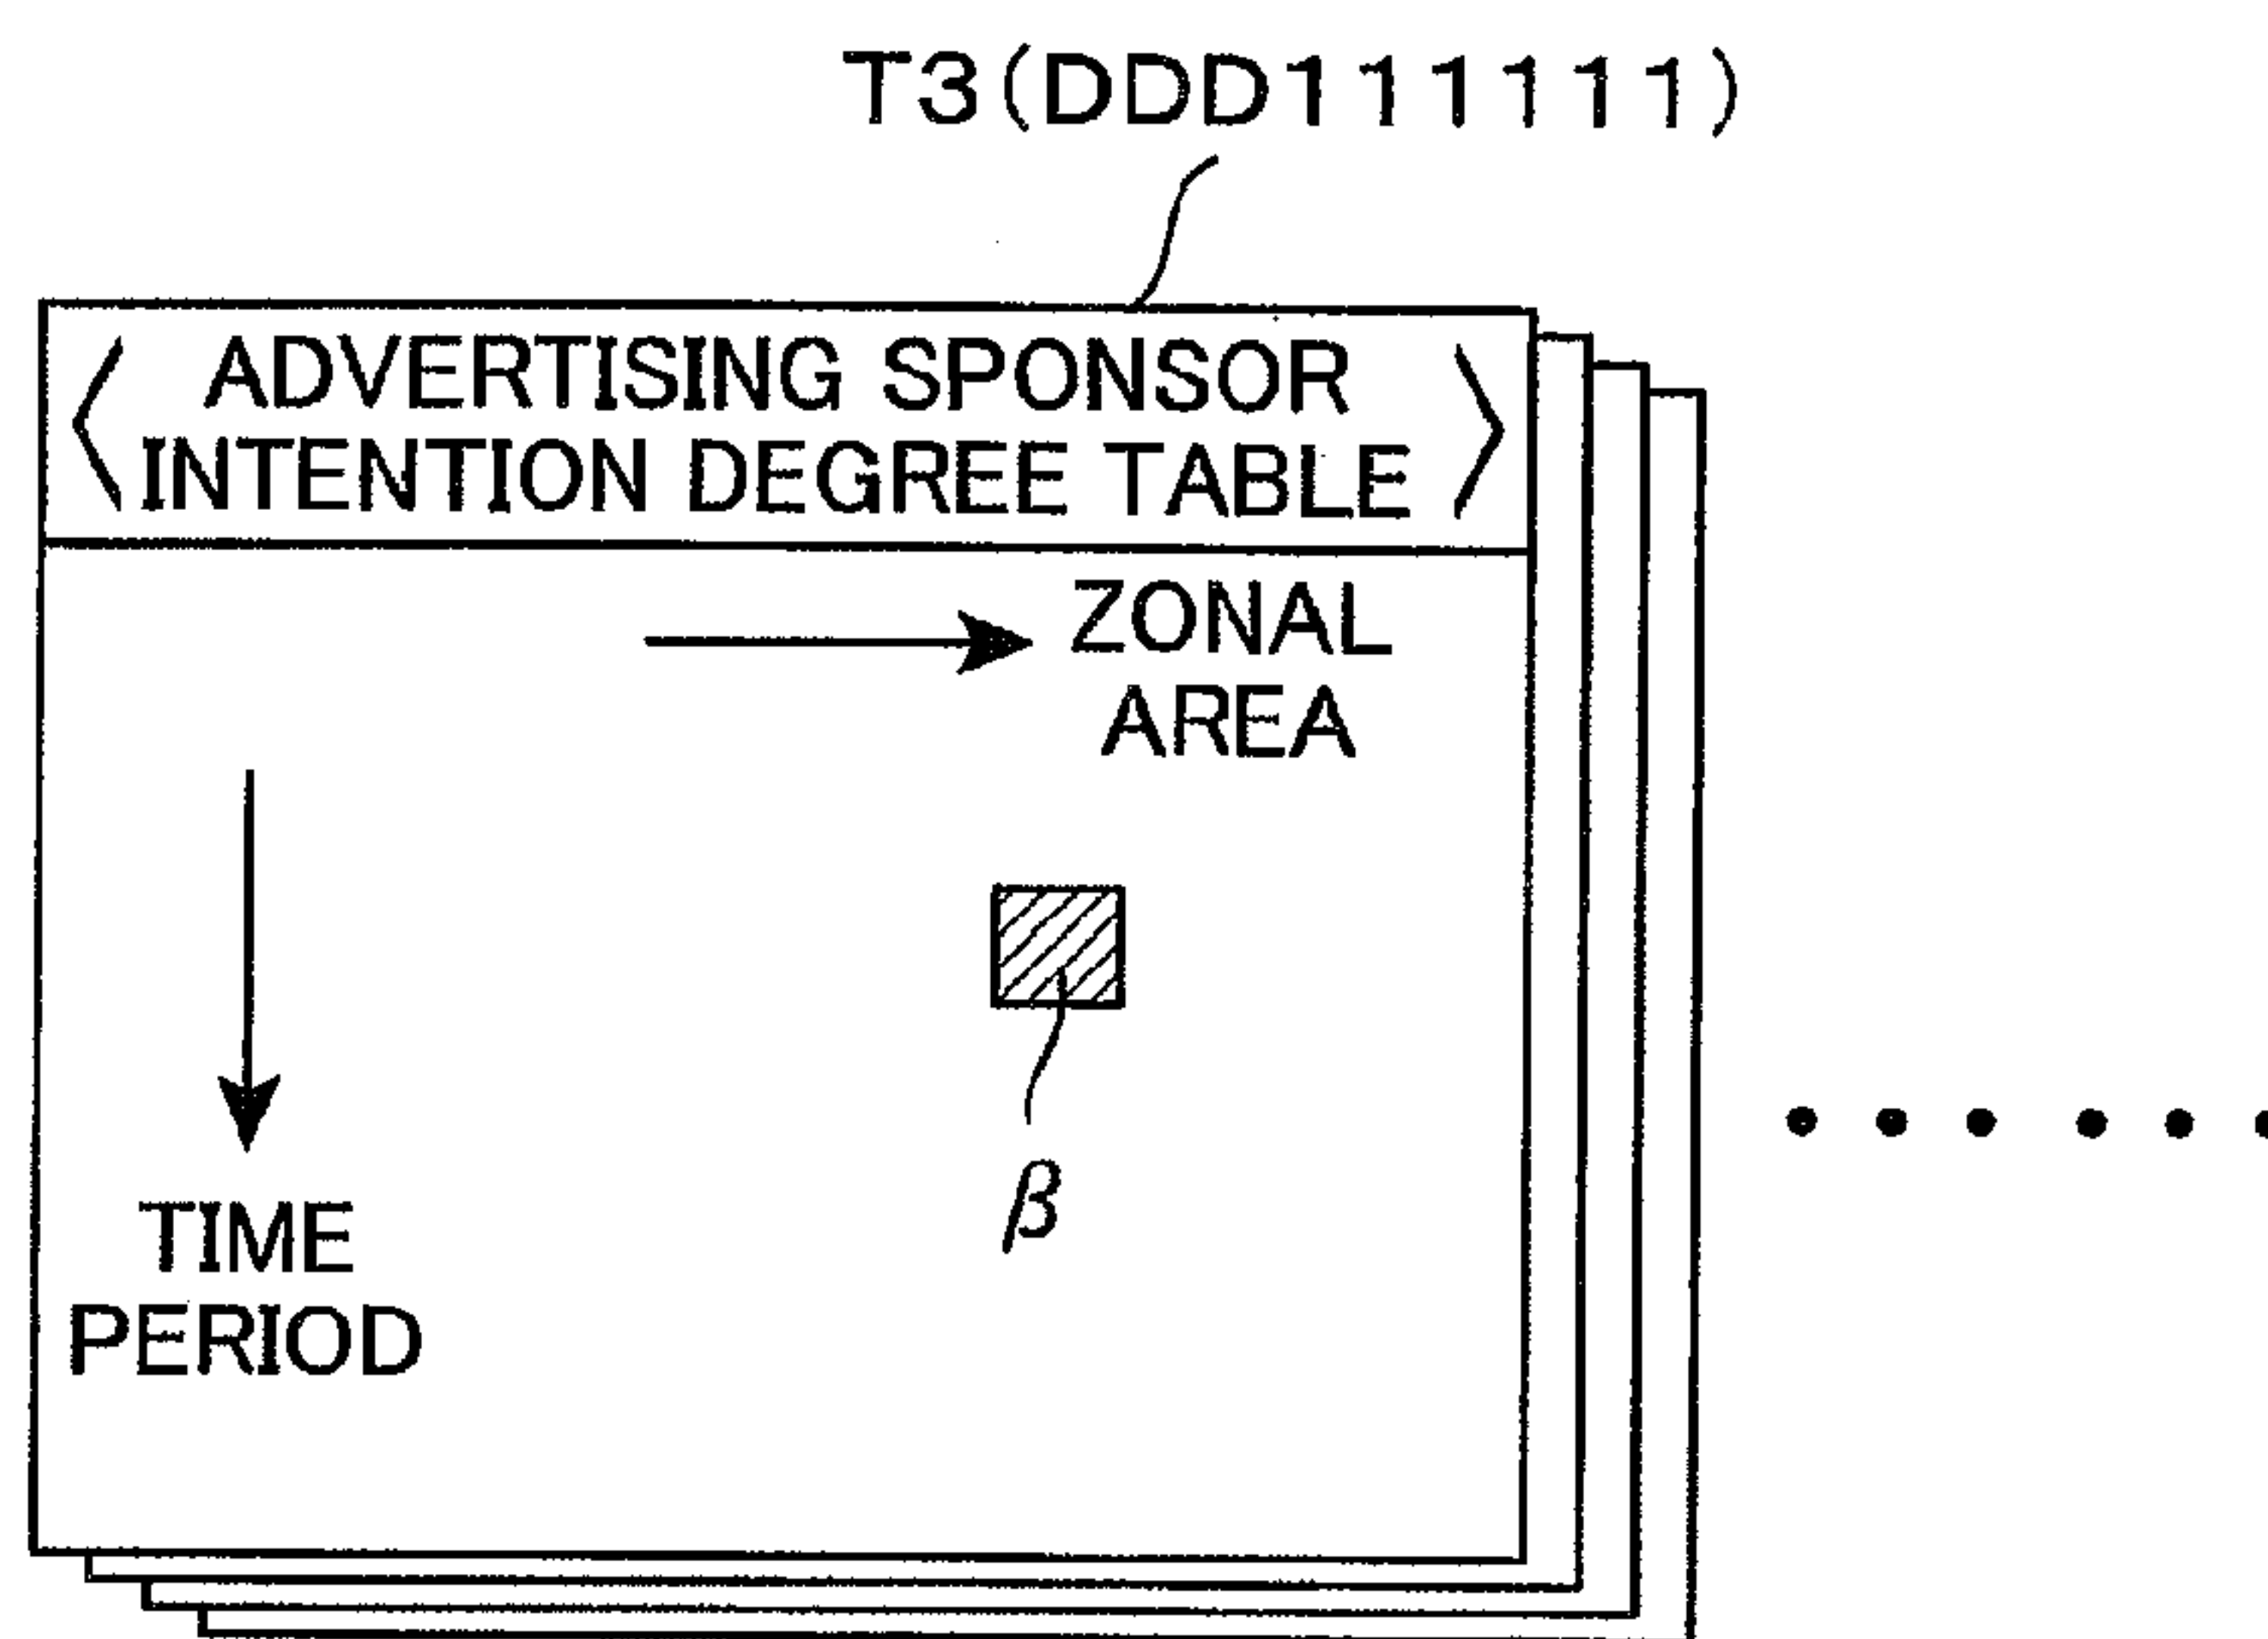 T3(DDD111111)
〈 ADVERTISING SPONSOR
INTENTION DEGREE TABLE 〉
ZONAL
AREA
β
TIME
PERIOD